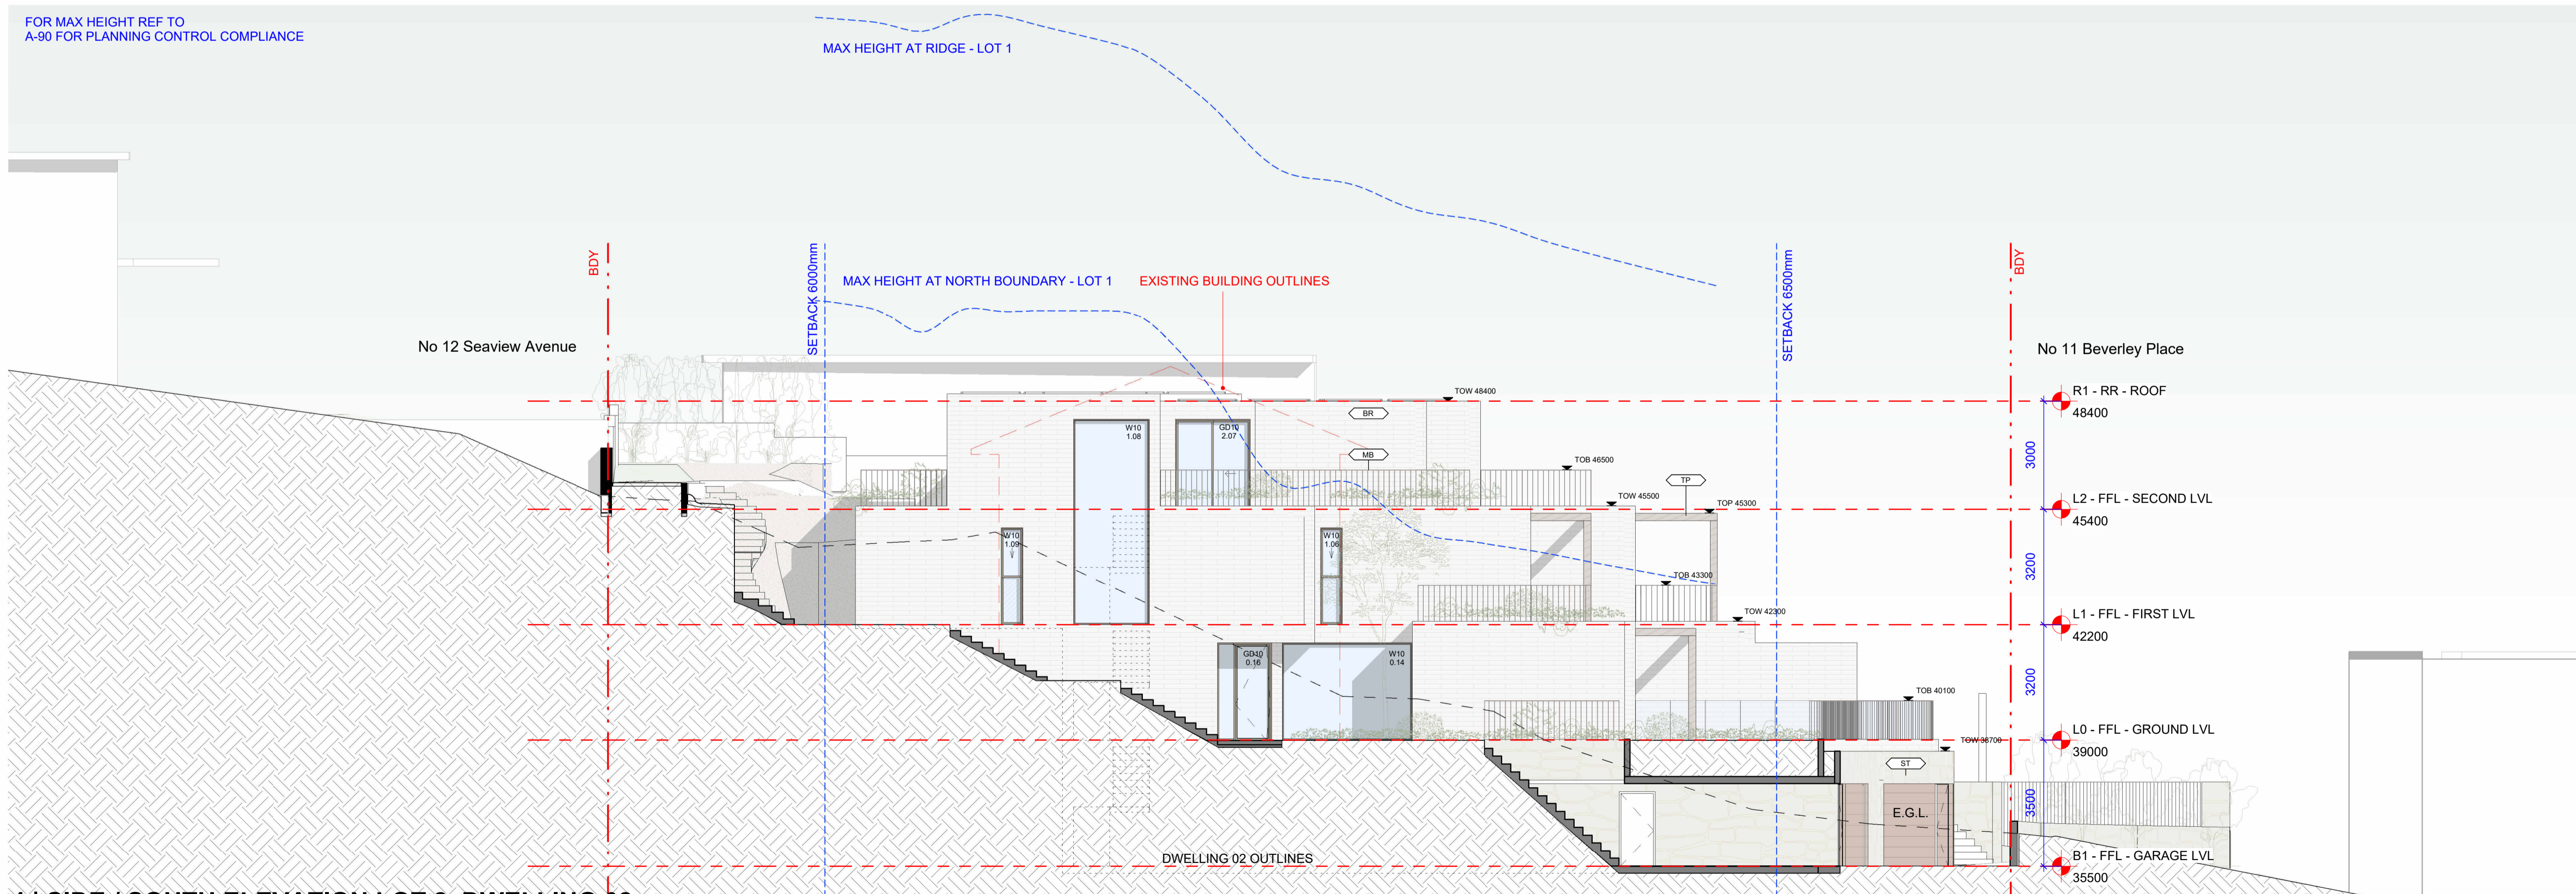 FOR MAX HEIGHT REF TO
A-90 FOR PLANNING CONTROL COMPLIANCE
MAX HEIGHT AT RIDGE - LOT 1
BDY
SETBACK 6000mm
MAX HEIGHT AT NORTH BOUNDARY - LOT 1
EXISTING BUILDING OUTLINES
SETBACK 6500mm
BDY
No 12 Seaview Avenue
No 11 Beverley Place
TOW 48400
R1 - RR - ROOF
48400
BR
W10
1.08
GD10
2.07
MB
3000
TOB 46500
TP
TOW 45500
TOP 45300
L2 - FFL - SECOND LVL
45400
W10
1.09
W10
1.06
3200
TOB 43300
TOW 42300
L1 - FFL - FIRST LVL
42200
GD10
0.16
W10
0.14
3200
TOB 40100
L0 - FFL - GROUND LVL
39000
TOW 38700
ST
3500
E.G.L.
DWELLING 02 OUTLINES
B1 - FFL - GARAGE LVL
35500